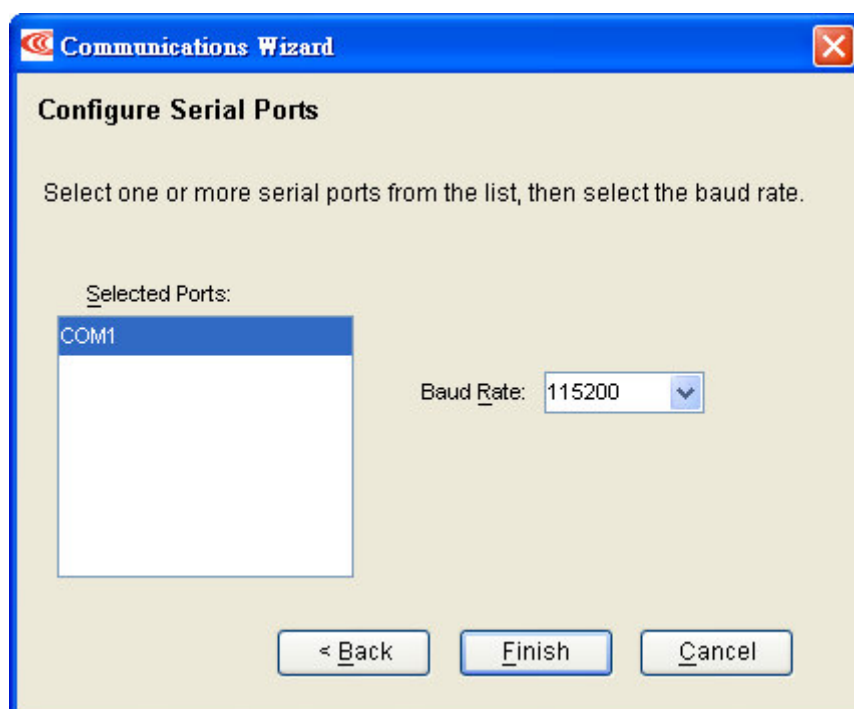 Communications Wizard
Configure Serial Ports
Select one or more serial ports from the list, then select the baud rate.
Selected Ports:
COM1
Baud Rate: 115200
< Back Finish Cancel